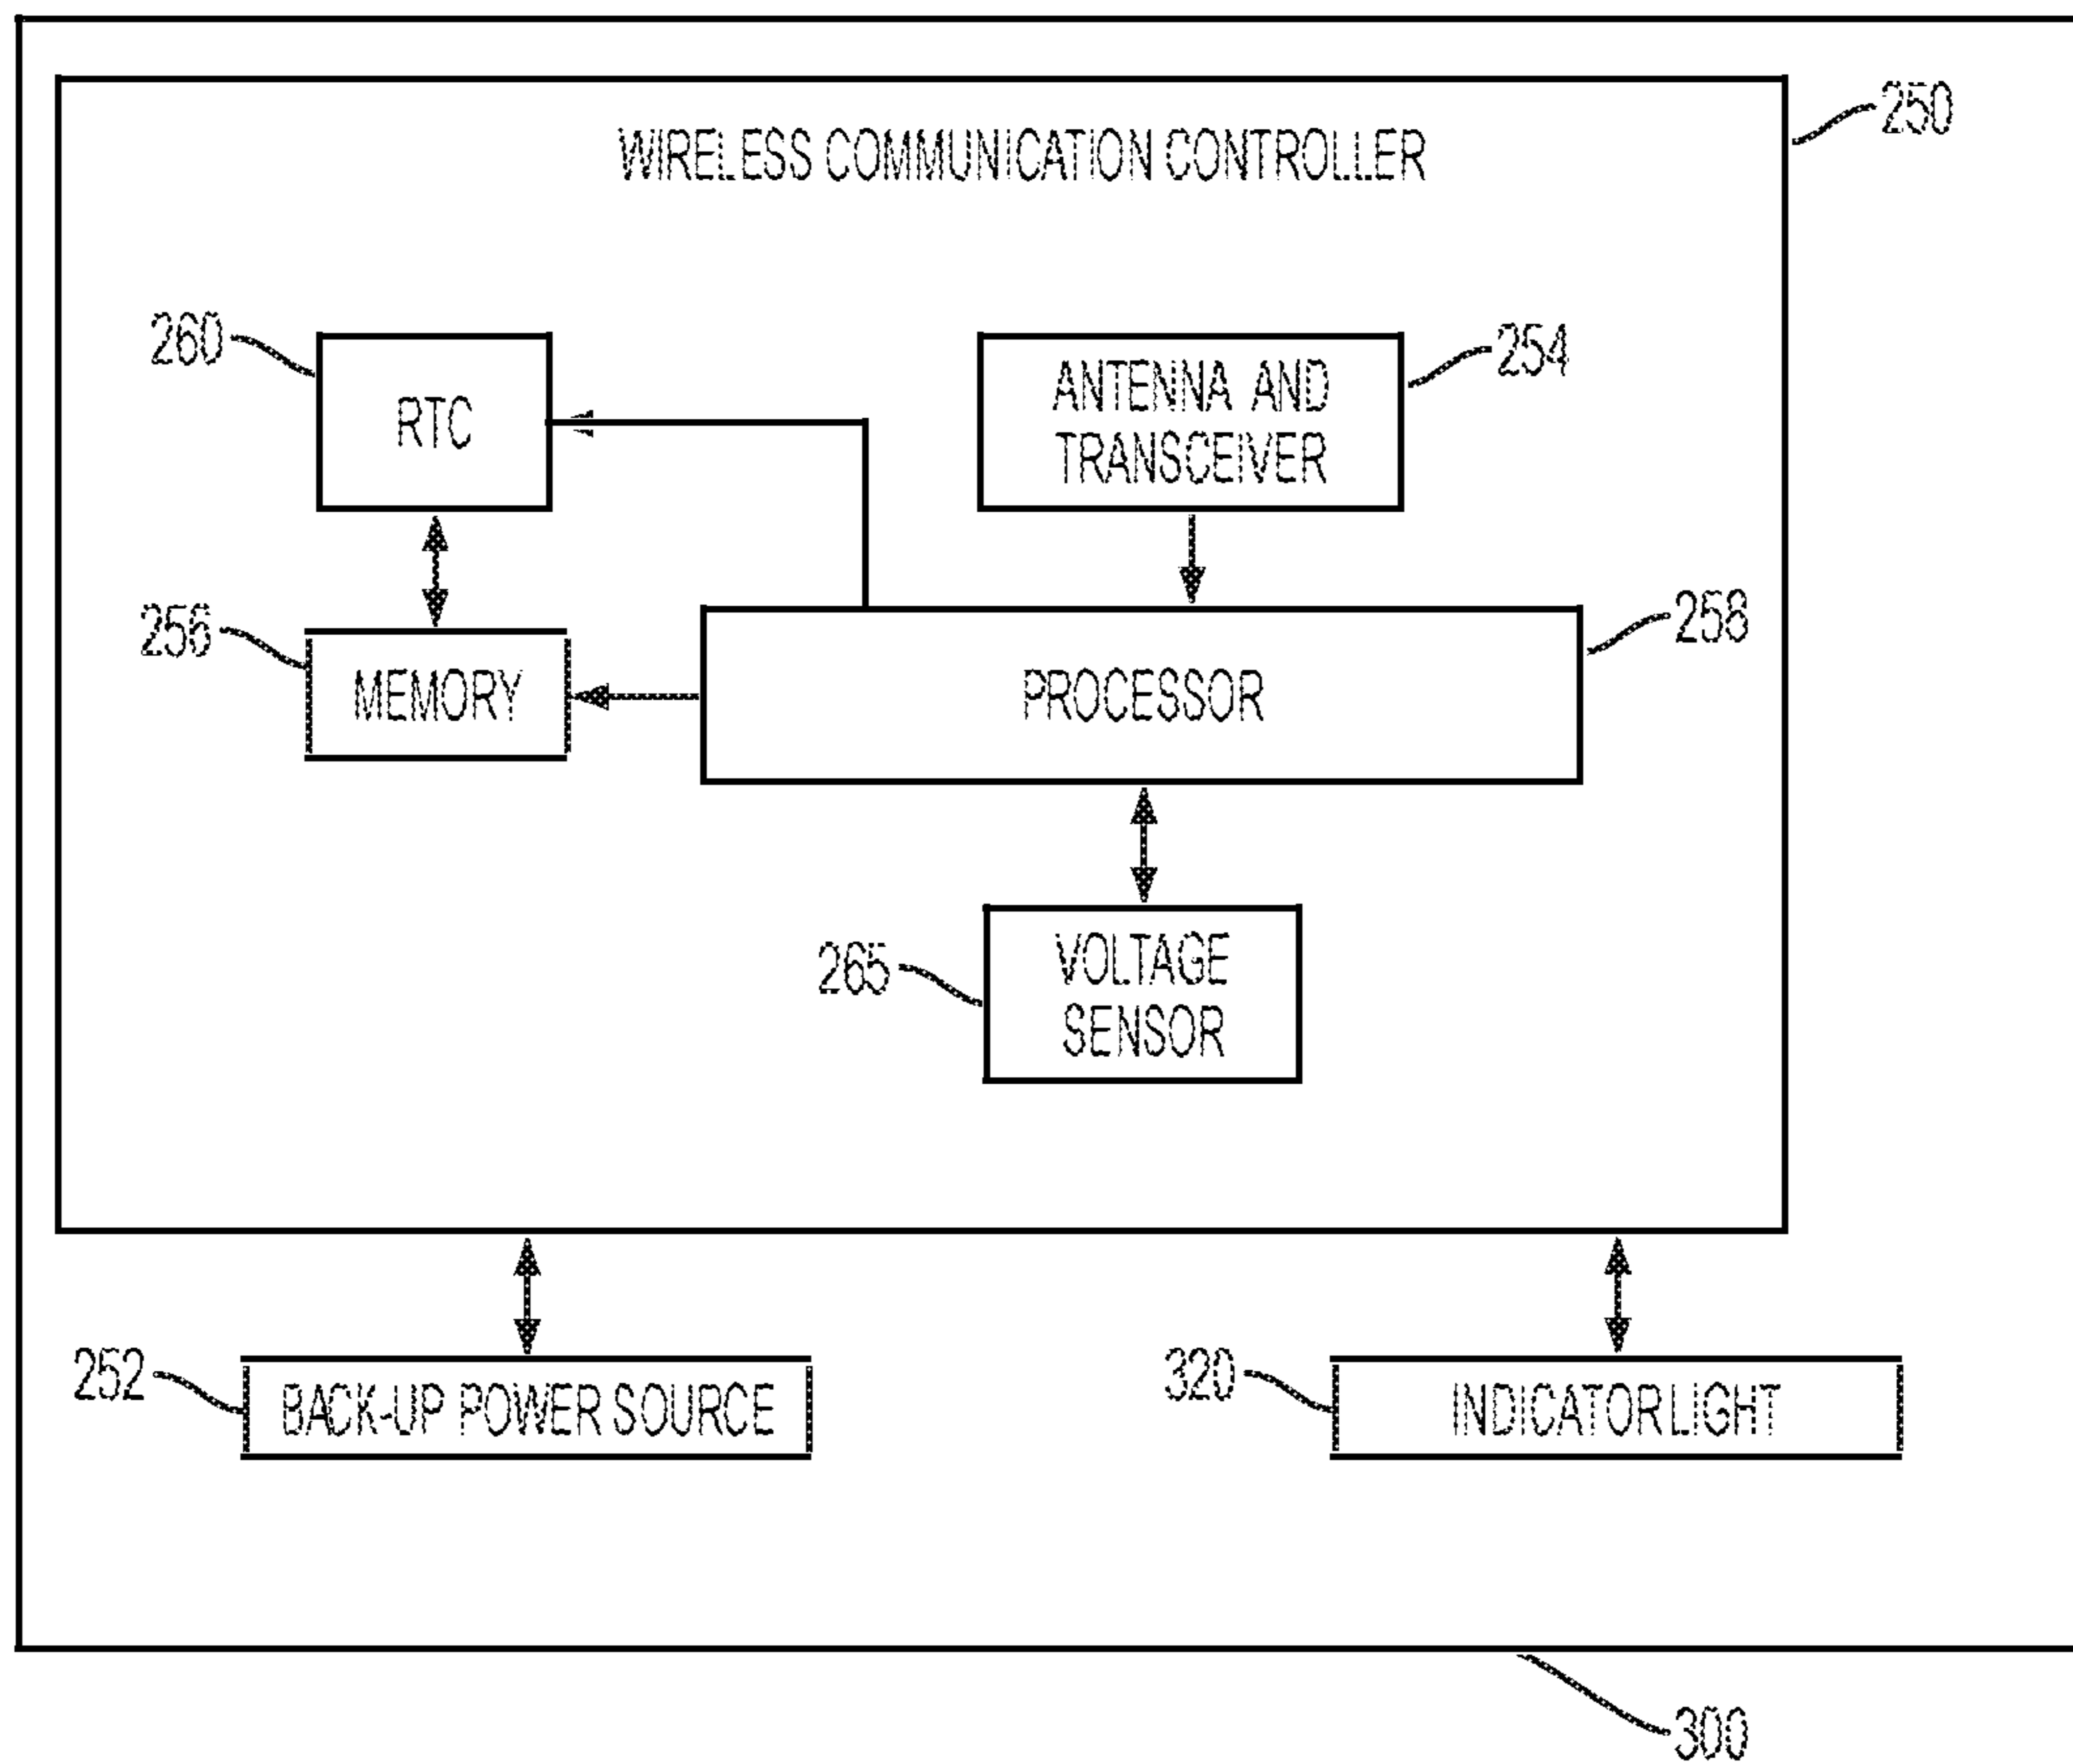 250
WIRELESS COMMUNICATION CONTROLLER
260
RTC
ANTENNA AND
TRANSCEIVER
254
256
MEMORY
PROCESSOR
258
265
VOLTAGE
SENSOR
252
BACK-UP POWER SOURCE
320
INDICATOR LIGHT
300